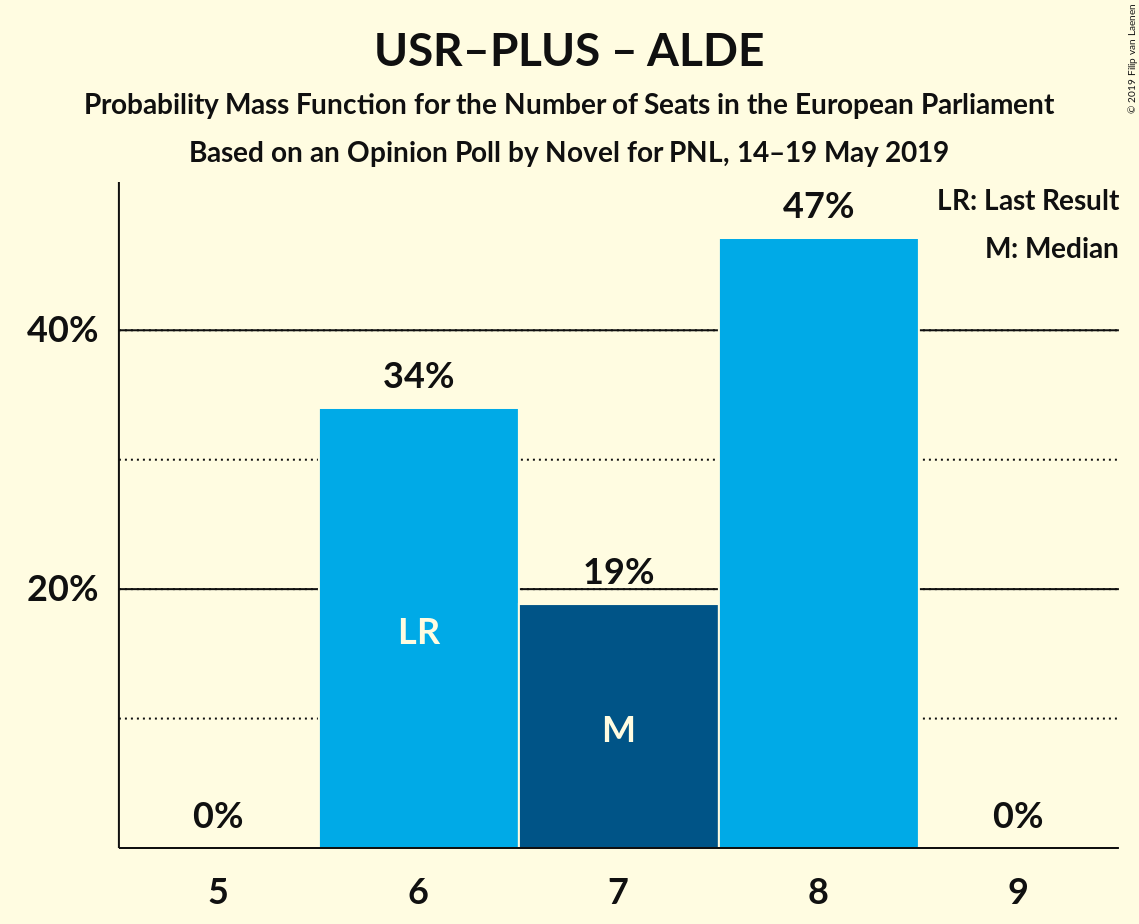 USR–PLUS – ALDE
Probability Mass Function for the Number of Seats in the European Parliament
Based on an Opinion Poll by Novel for PNL, 14–19 May 2019
© 2019 Filip van Laenen
LR: Last Result
M: Median
47%
40%
34%
19%
20%
LR
M
0%
0%
5
6
7
8
9